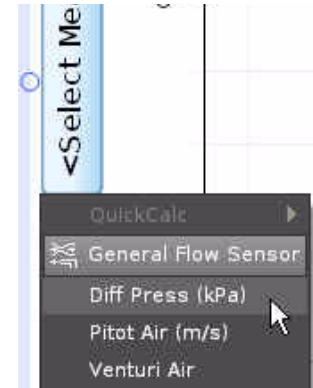 <Select Me
QuickCalc
General Flow Sensor
Diff Press (kPa)
Pitot Air (m/s)
Venturi Air